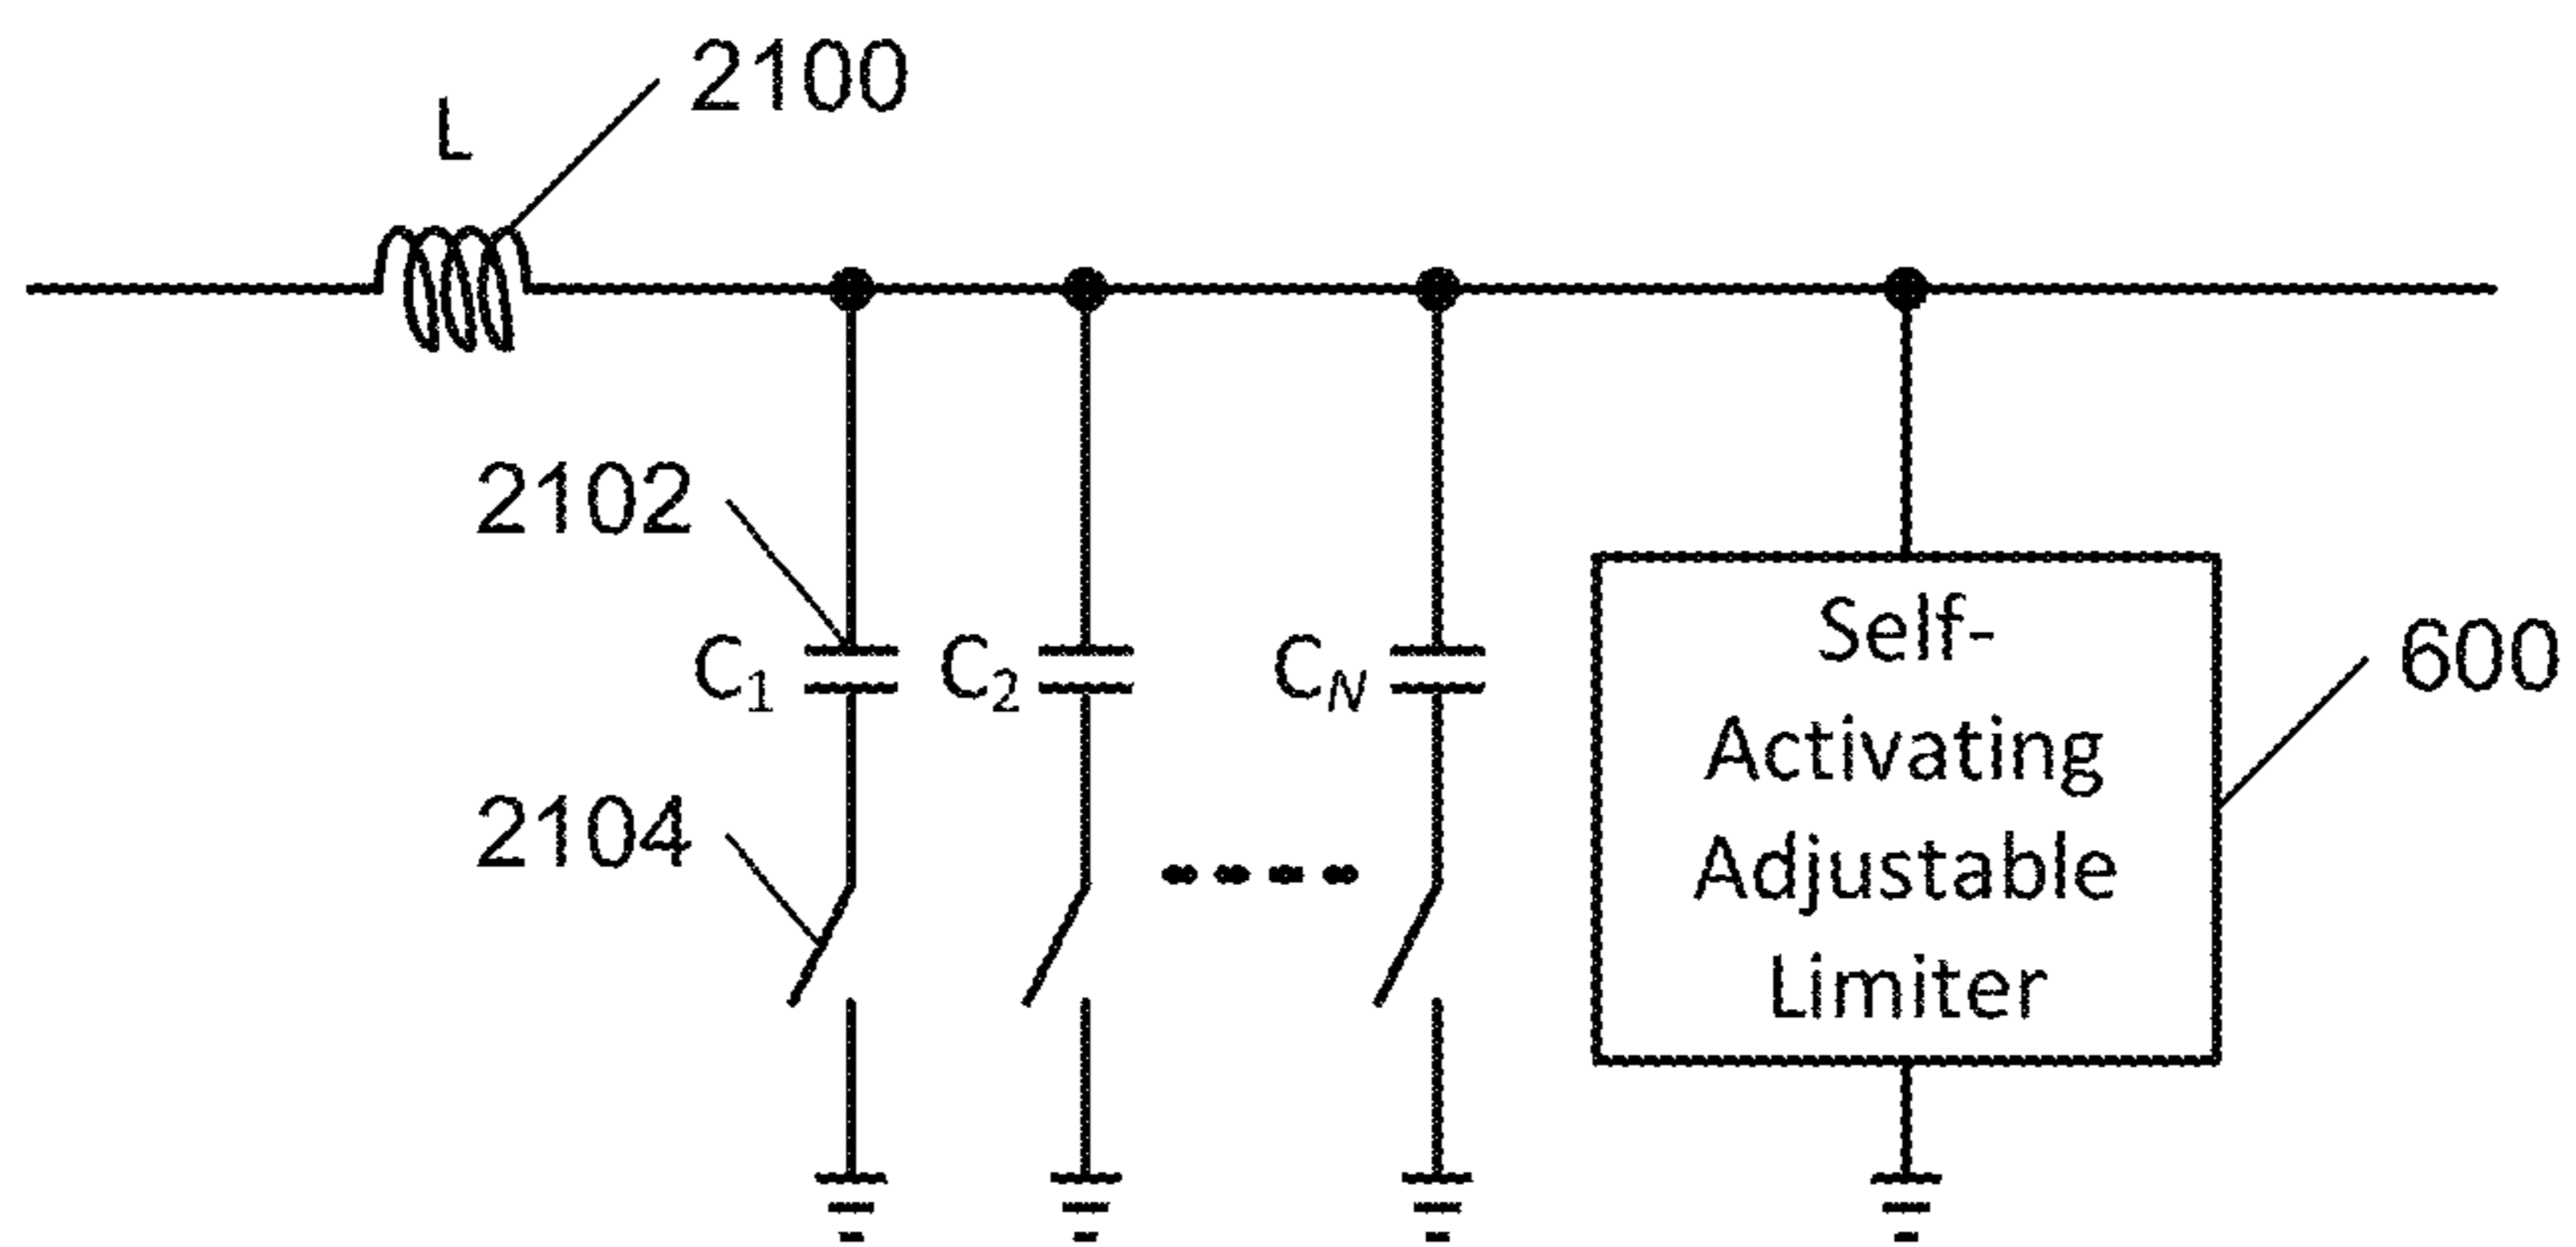 2100
L
2102
C1
C2
CN
2104
Self-
Activating
Adjustable
Limiter
600